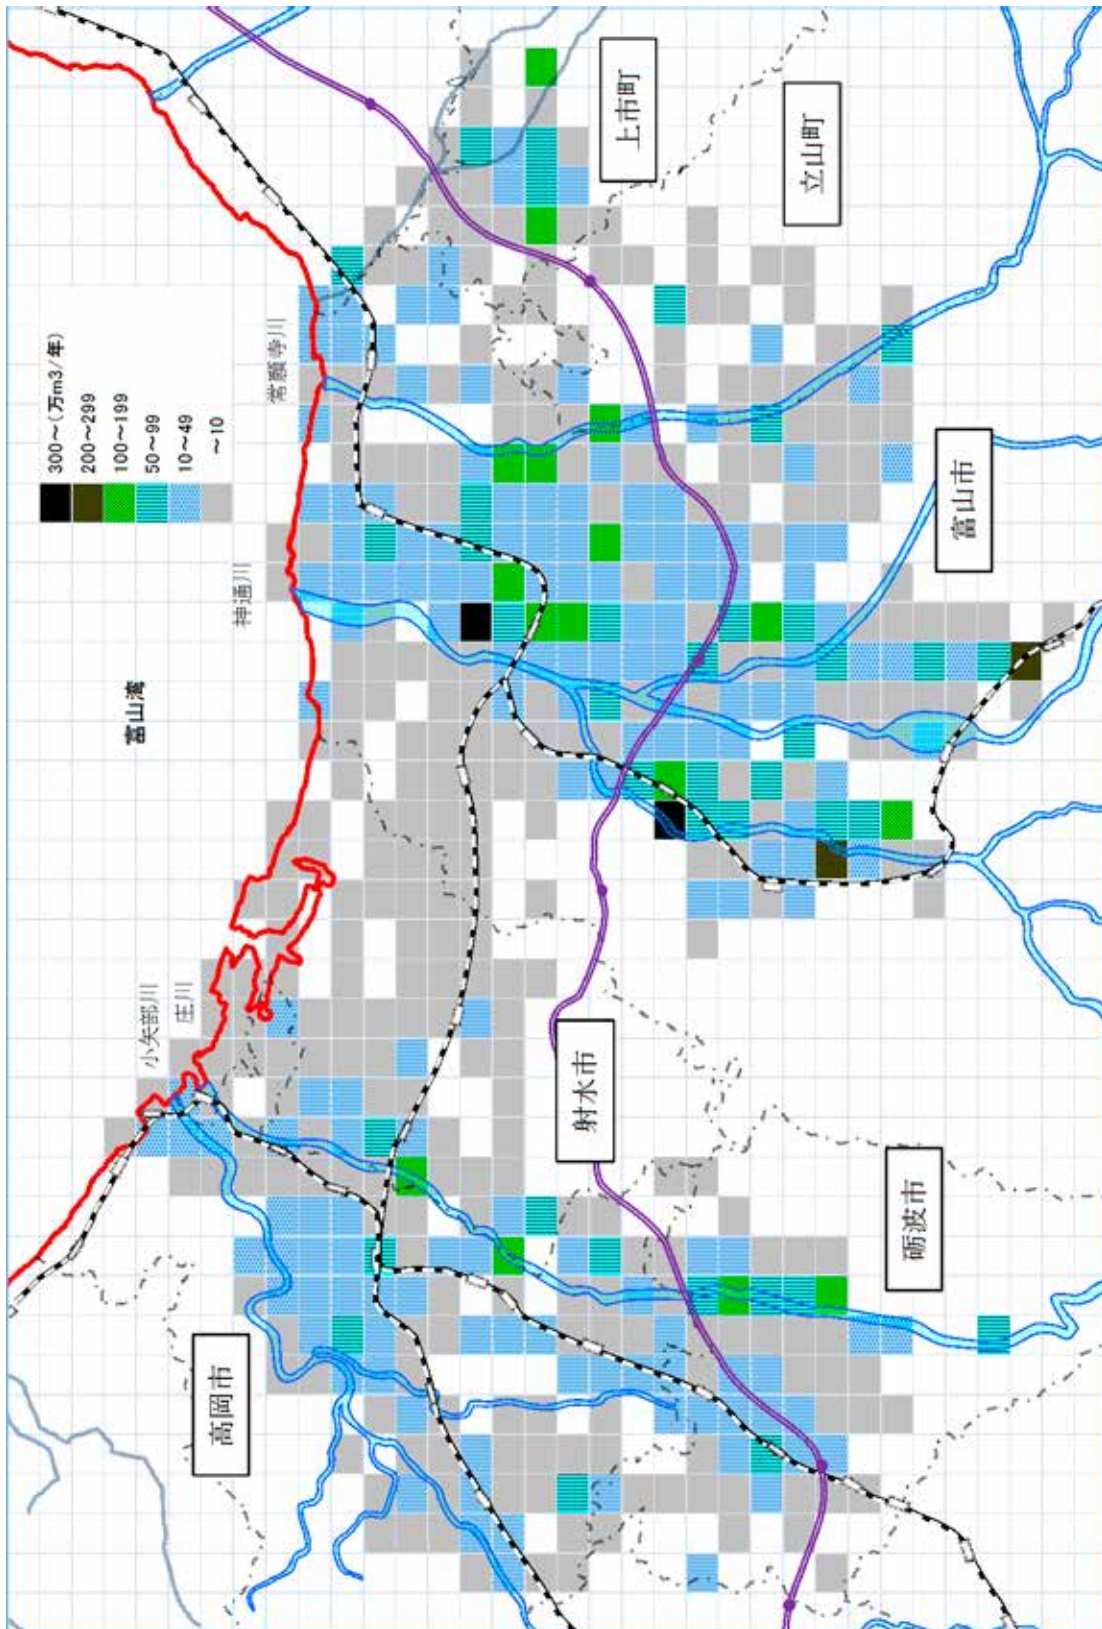 300～(万m3/年)
200～299
100～199
50～99
10～49
～10
富山湾
小矢部川
庄川
神通川
常願寺川
高岡市
射水市
砺波市
富山市
上市町
立山町